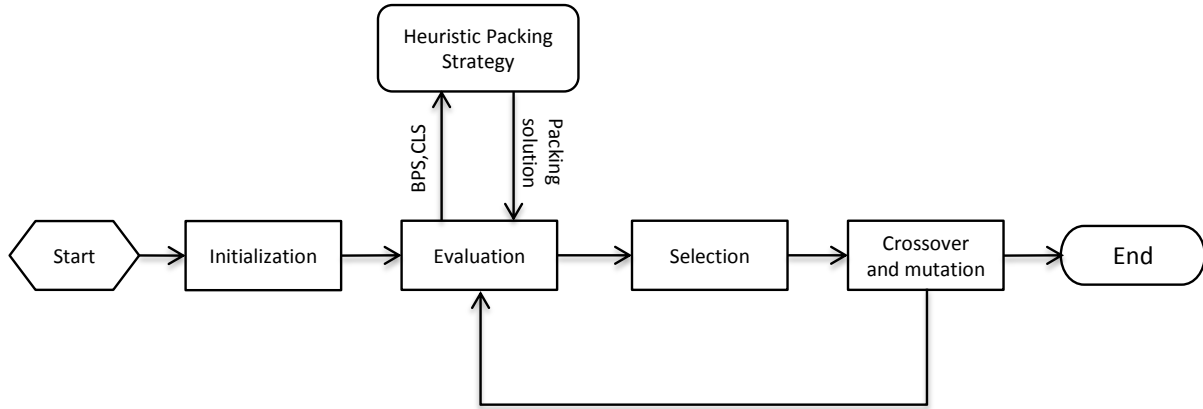 Heuristic Packing
Strategy
BPS,CLS
Packing
solution
Start
Initialization
Evaluation
Selection
Crossover
and mutation
End